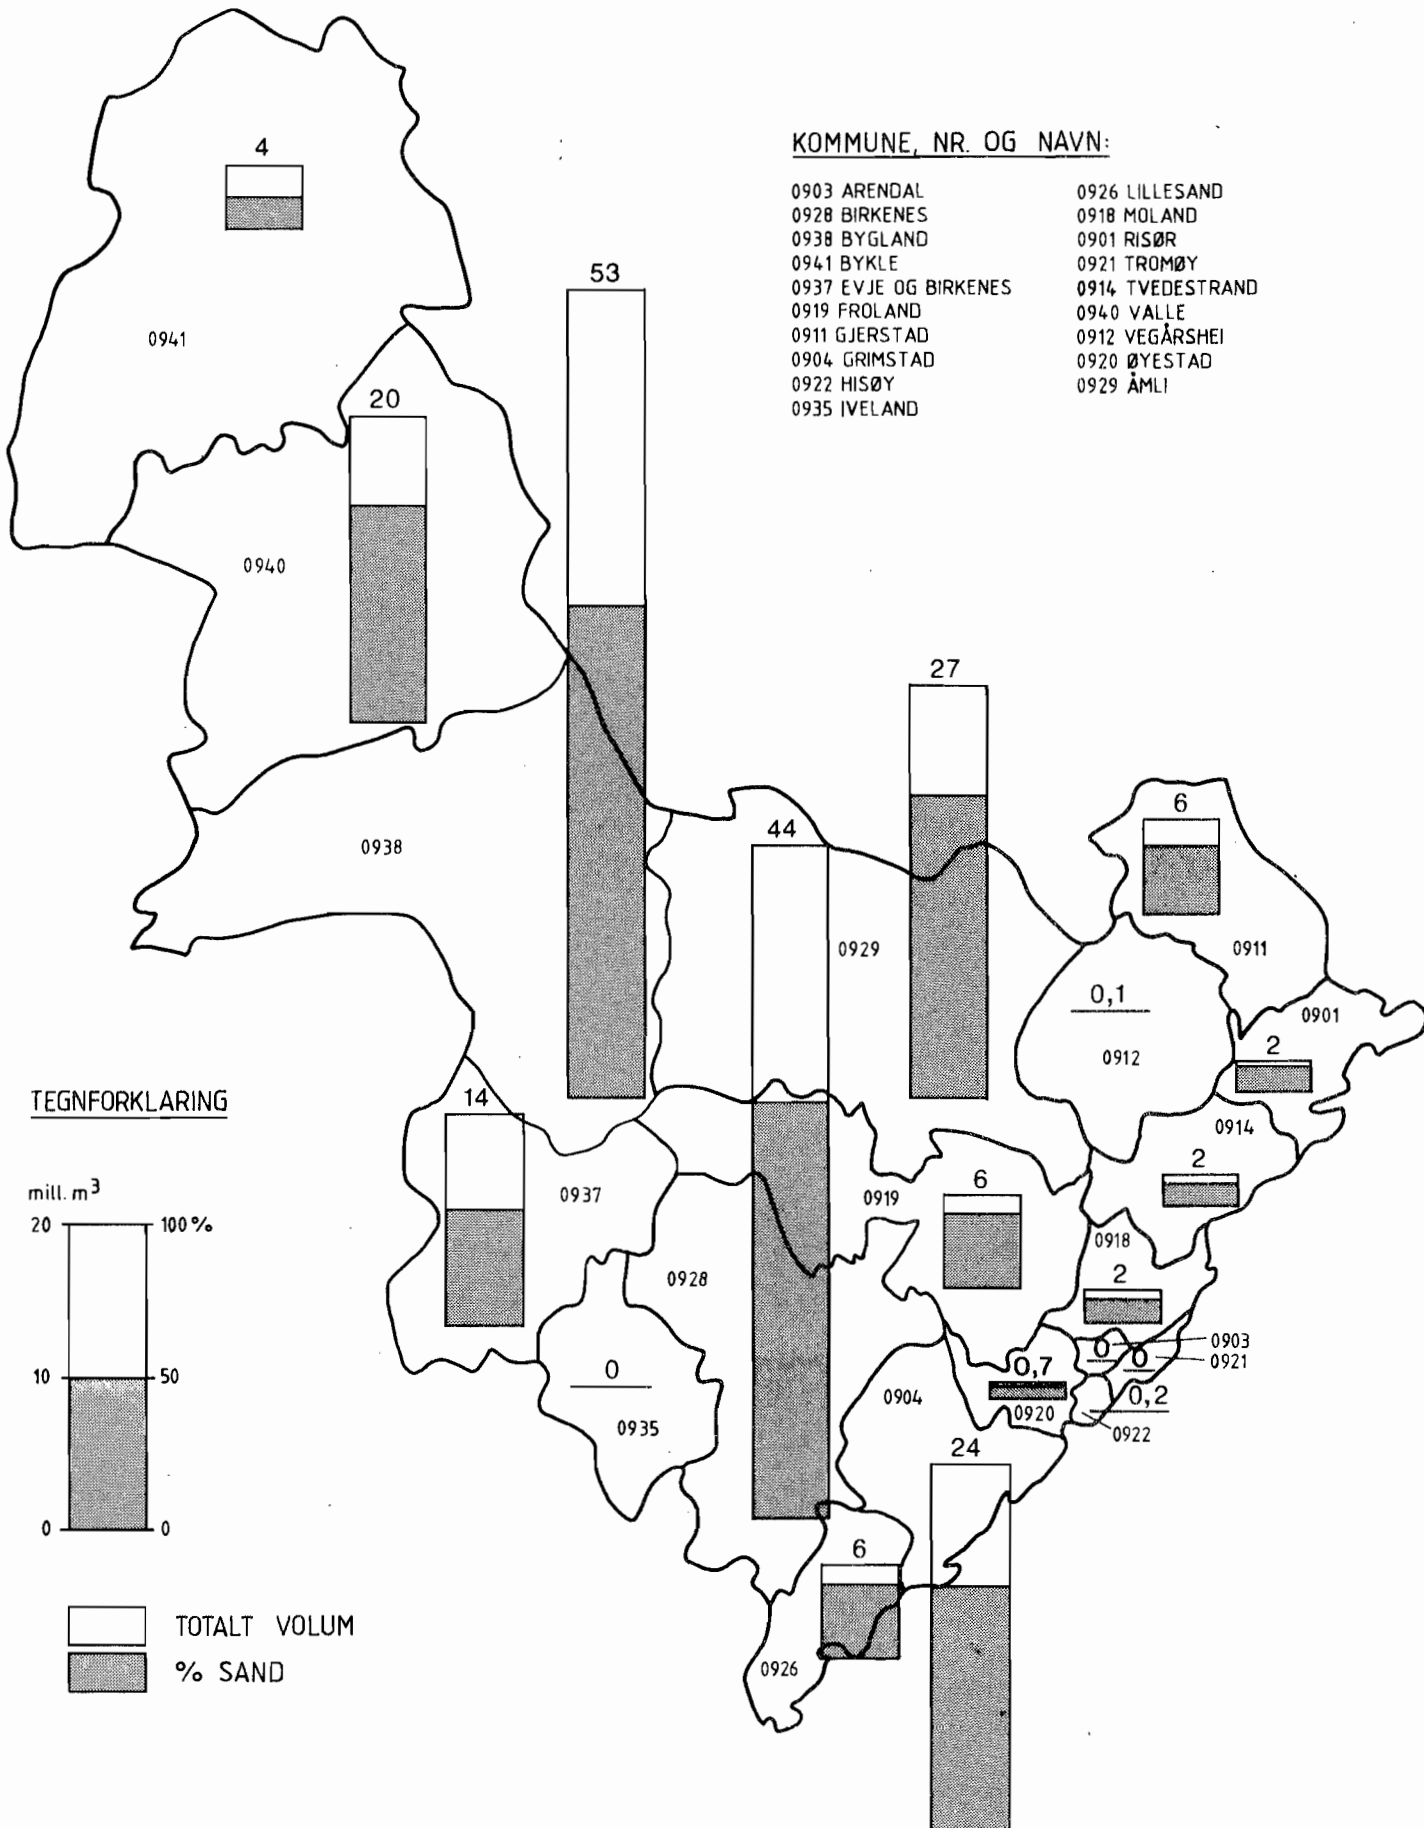 KOMMUNE, NR. OG NAVN:
0903 ARENDAL
0928 BIRKENES
0938 BYGLAND
0941 BYKLE
0937 EVJE OG BIRKENES
0919 FROLAND
0911 GJERSTAD
0904 GRIMSTAD
0922 HISØY
0935 IVELAND
0926 LILLESAND
0918 MOLAND
0901 RISØR
0921 TROMØY
0914 TVEDESTRAND
0940 VALLE
0912 VEGÅRSHEI
0920 ØYESTAD
0929 ÅMLI
4
0941
53
20
0940
27
6
44
0938
0929
0911
0,1
0901
0912
2
14
0914
2
0937
0919
6
0918
0928
2
0903
0
0
0921
0
0,7
0904
0,2
0920
0935
0922
24
6
0926
TEGNFORKLARING
mill. m³
20 100 %
10 50
0 0
TOTALT VOLUM
% SAND